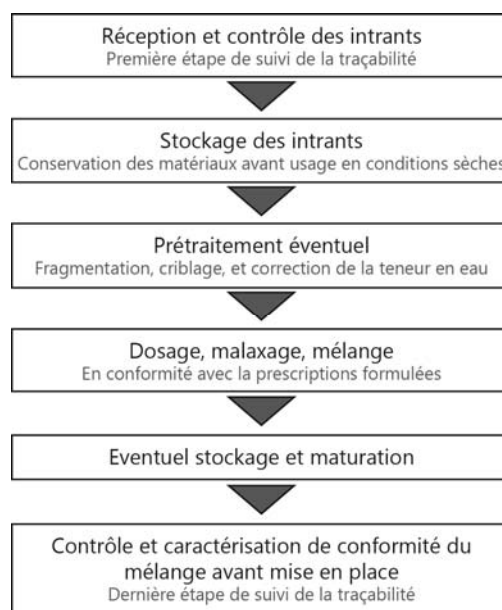 Réception et contrôle des intrants
Première étape de suivi de la traçabilité
Stockage des intrants
Conservation des matériaux avant usage en conditions sèches
Prétraitement éventuel
Fragmentation, criblage, et correction de la teneur en eau
Dosage, malaxage, mélange
En conformité avec la prescriptions formulées
Eventuel stockage et maturation
Contrôle et caractérisation de conformité du
mélange avant mise en place
Dernière étape de suivi de la traçabilité